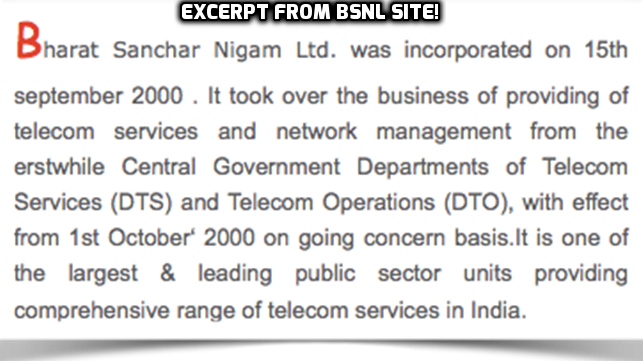 EXCERPT FROM BSNL SITE!
Bharat Sanchar Nigam Ltd. was incorporated on 15th
september 2000 . It took over the business of providing of
telecom services and network management from the
erstwhile Central Government Departments of Telecom
Services (DTS) and Telecom Operations (DTO), with effect
from 1st October‘ 2000 on going concern basis.It is one of
the largest & leading public sector units providing
comprehensive range of telecom services in India.